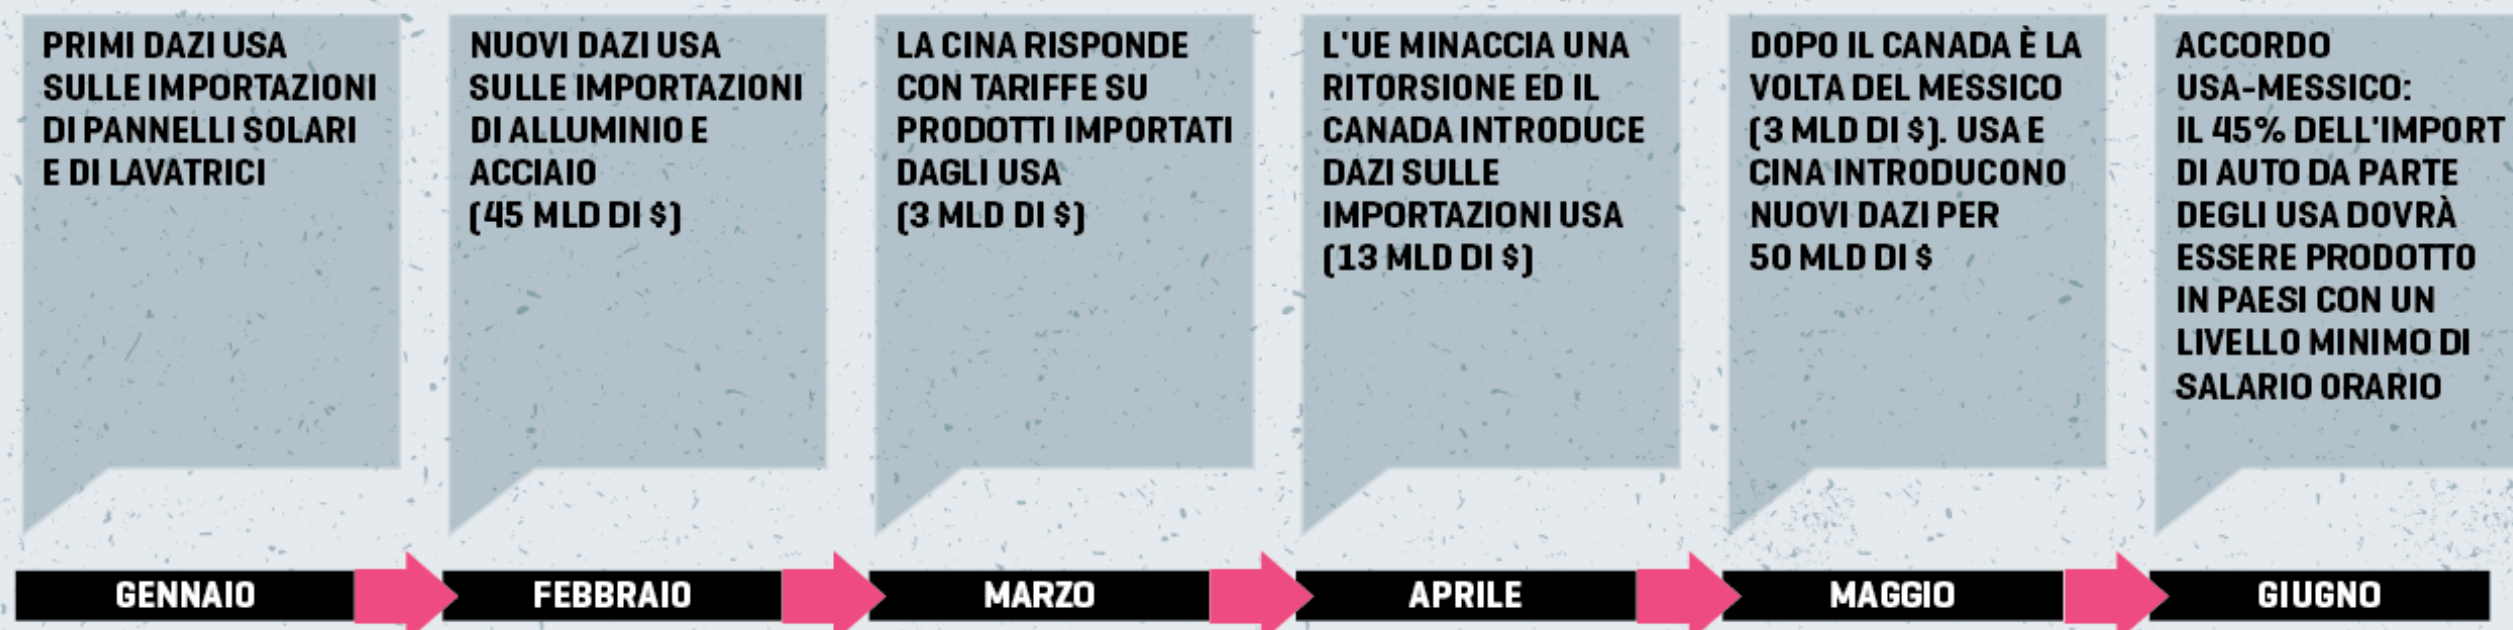 PRIMI DAZI USA
SULLE IMPORTAZIONI
DI PANNELLI SOLARI
E DI LAVATRICI
NUOVI DAZI USA
SULLE IMPORTAZIONI
DI ALLUMINIO E
ACCIAIO
(45 MLD DI $)
LA CINA RISPONDE
CON TARIFFE SU
PRODOTTI IMPORTATI
DAGLI USA
(3 MLD DI $)
L'UE MINACCIA UNA
RITORSIONE ED IL
CANADA INTRODUCE
DAZI SULLE
IMPORTAZIONI USA
(13 MLD DI $)
DOPO IL CANADA È LA
VOLTA DEL MESSICO
(3 MLD DI $). USA E
CINA INTRODUCONO
NUOVI DAZI PER
50 MLD DI $
ACCORDO
USA-MESSICO:
IL 45% DELL'IMPORT
DI AUTO DA PARTE
DEGLI USA DOVRÀ
ESSERE PRODOTTO
IN PAESI CON UN
LIVELLO MINIMO DI
SALARIO ORARIO
GENNAIO
FEBBRAIO
MARZO
APRILE
MAGGIO
GIUGNO